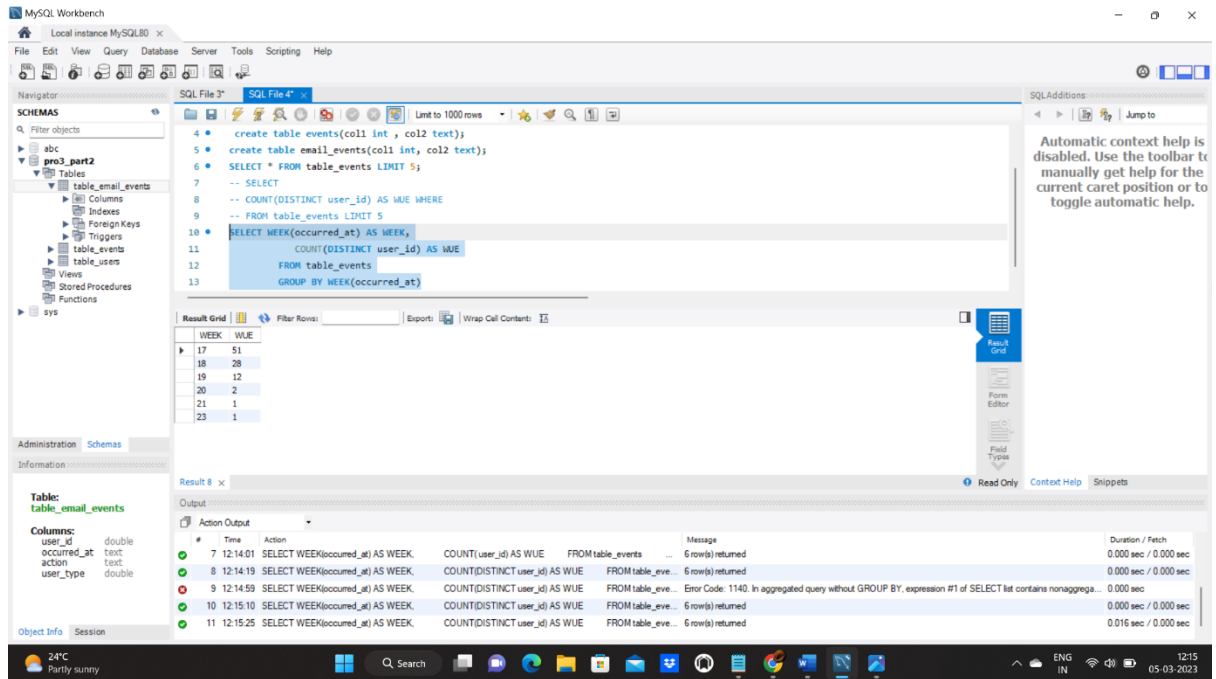 MySQL Workbench
Local instance MySQL80 ×
File Edit View Query Database Server Tools Scripting Help
Navigator
SCHEMAS
Filter objects
abc
pro3_part2
Tables
table_email_events
Columns
Indexes
Foreign Keys
Triggers
table_events
table_users
Views
Stored Procedures
Functions
sys
Administration Schemas
Information
Table:
table_email_events
Columns:
user_id double
occurred_at text
action text
user_type double
Object Info Session
SQL File 3* SQL File 4* ×
Limit to 1000 rows
4 create table events(col1 int , col2 text);
5 create table email_events(col1 int, col2 text);
6 SELECT * FROM table_events LIMIT 5;
7 -- SELECT
8 -- COUNT(DISTINCT user_id) AS WUE WHERE
9 -- FROM table_events LIMIT 5
10 SELECT WEEK(occurred_at) AS WEEK,
11 COUNT(DISTINCT user_id) AS WUE
12 FROM table_events
13 GROUP BY WEEK(occurred_at)
Result Grid Filter Rows: Export: Wrap Cell Content:
WEEK WUE
17 51
18 28
19 12
20 2
21 1
23 1
Result Grid
Form Editor
Field Types
Result 8 × Read Only
Output
Action Output
# Time Action Message Duration / Fetch
7 12:14:01 SELECT WEEK(occurred_at) AS WEEK, COUNT( user_id) AS WUE FROM table_events ... 6 row(s) returned 0.000 sec / 0.000 sec
8 12:14:19 SELECT WEEK(occurred_at) AS WEEK, COUNT(DISTINCT user_id) AS WUE FROM table_eve... 6 row(s) returned 0.000 sec / 0.000 sec
9 12:14:59 SELECT WEEK(occurred_at) AS WEEK, COUNT(DISTINCT user_id) AS WUE FROM table_eve... Error Code: 1140. In aggregated query without GROUP BY, expression #1 of SELECT list contains nonaggrega... 0.000 sec
10 12:15:10 SELECT WEEK(occurred_at) AS WEEK, COUNT(DISTINCT user_id) AS WUE FROM table_eve... 6 row(s) returned 0.000 sec / 0.000 sec
11 12:15:25 SELECT WEEK(occurred_at) AS WEEK, COUNT(DISTINCT user_id) AS WUE FROM table_eve... 6 row(s) returned 0.016 sec / 0.000 sec
SQLAdditions
Jump to
Automatic context help is
disabled. Use the toolbar to
manually get help for the
current caret position or to
toggle automatic help.
Context Help Snippets
24°C
Partly sunny
Search
ENG
IN
12:15
05-03-2023